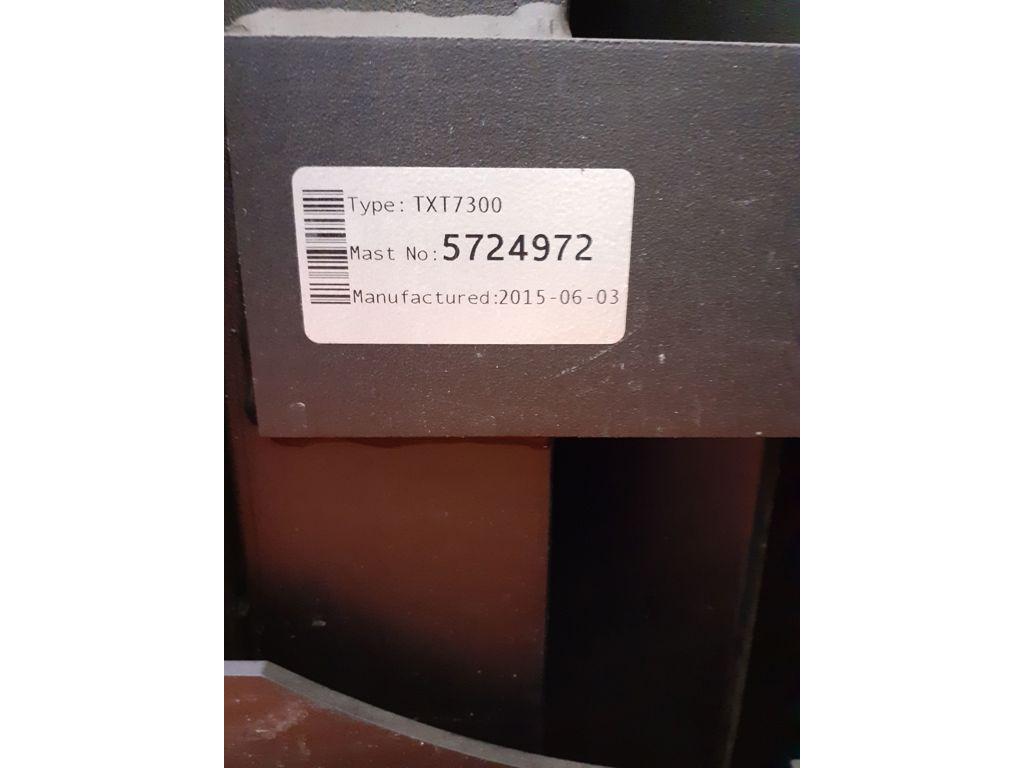 Type: TXT7300
Mast No: 5724972
Manufactured:2015-06-03